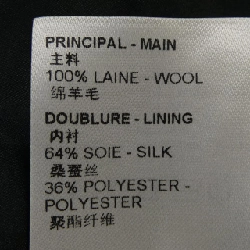 PRINCIPAL - MAIN
主料
100% LAINE - WOOL
绵羊毛
DOUBLURE - LINING
内衬
64% SOIE - SILK
桑蚕丝
36% POLYESTER -
POLYESTER
聚酯纤维